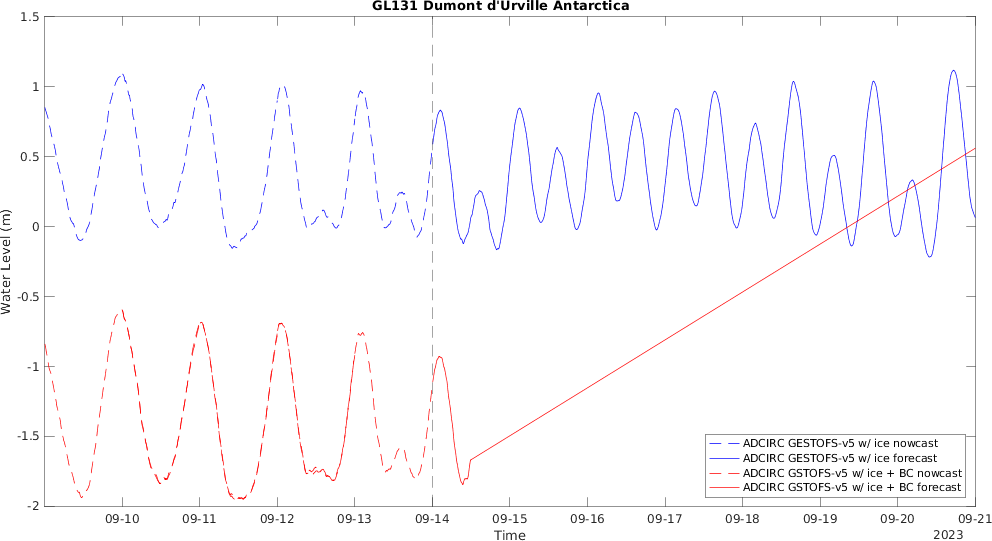 GL131 Dumont d'Urville Antarctica
Water Level (m)
1.5
1
0.5
0
-0.5
-1
-1.5
-2
09-10 09-11 09-12 09-13 09-14 09-15 09-16 09-17 09-18 09-19 09-20 09-21
Time
2023
ADCIRC GESTOFS-v5 w/ ice nowcast
ADCIRC GESTOFS-v5 w/ ice forecast
ADCIRC GSTOFS-v5 w/ ice + BC nowcast
ADCIRC GSTOFS-v5 w/ ice + BC forecast